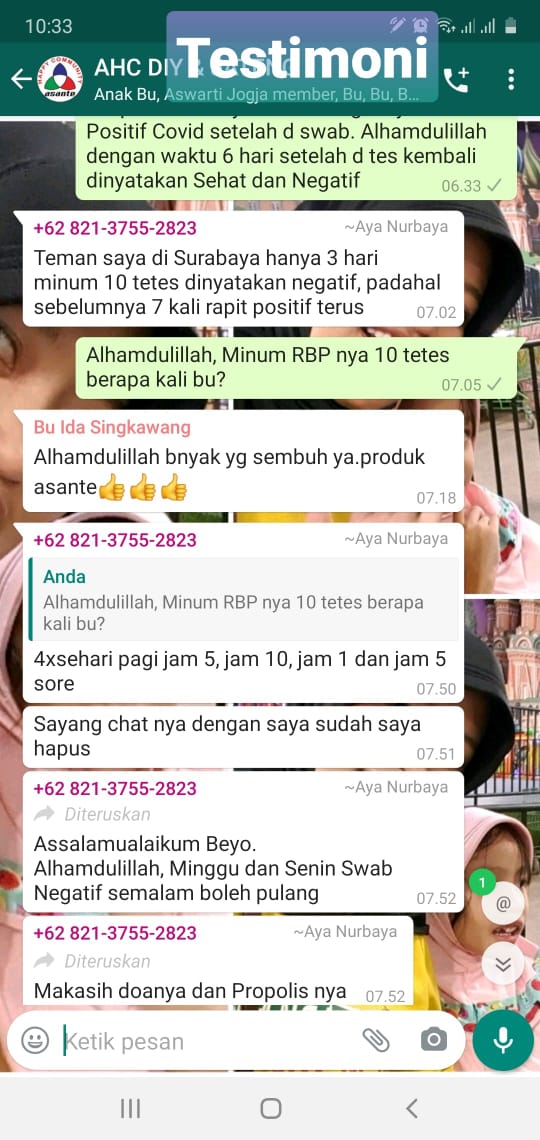 10:33
Testimoni
AHC DIY &
Anak Bu, Aswarti Jogja member, Bu, Bu, B...
HAPPY COMMUNITY
asante
Positif Covid setelah d swab. Alhamdulillah
dengan waktu 6 hari setelah d tes kembali
dinyatakan Sehat dan Negatif
06.33
+62 821-3755-2823
~Aya Nurbaya
Teman saya di Surabaya hanya 3 hari
minum 10 tetes dinyatakan negatif, padahal
sebelumnya 7 kali rapit positif terus
07.02
Alhamdulillah, Minum RBP nya 10 tetes
berapa kali bu?
07.05
Bu Ida Singkawang
Alhamdulillah bnyak yg sembuh ya.produk
asante👍👍👍
07.18
+62 821-3755-2823
~Aya Nurbaya
Anda
Alhamdulillah, Minum RBP nya 10 tetes berapa
kali bu?
4xsehari pagi jam 5, jam 10, jam 1 dan jam 5
sore
07.50
Sayang chat nya dengan saya sudah saya
hapus
07.51
+62 821-3755-2823
~Aya Nurbaya
Diteruskan
Assalamualaikum Beyo.
Alhamdulillah, Minggu dan Senin Swab
Negatif semalam boleh pulang
07.52
1
@
+62 821-3755-2823
~Aya Nurbaya
Diteruskan
Makasih doanya dan Propolis nya
07.52
Ketik pesan